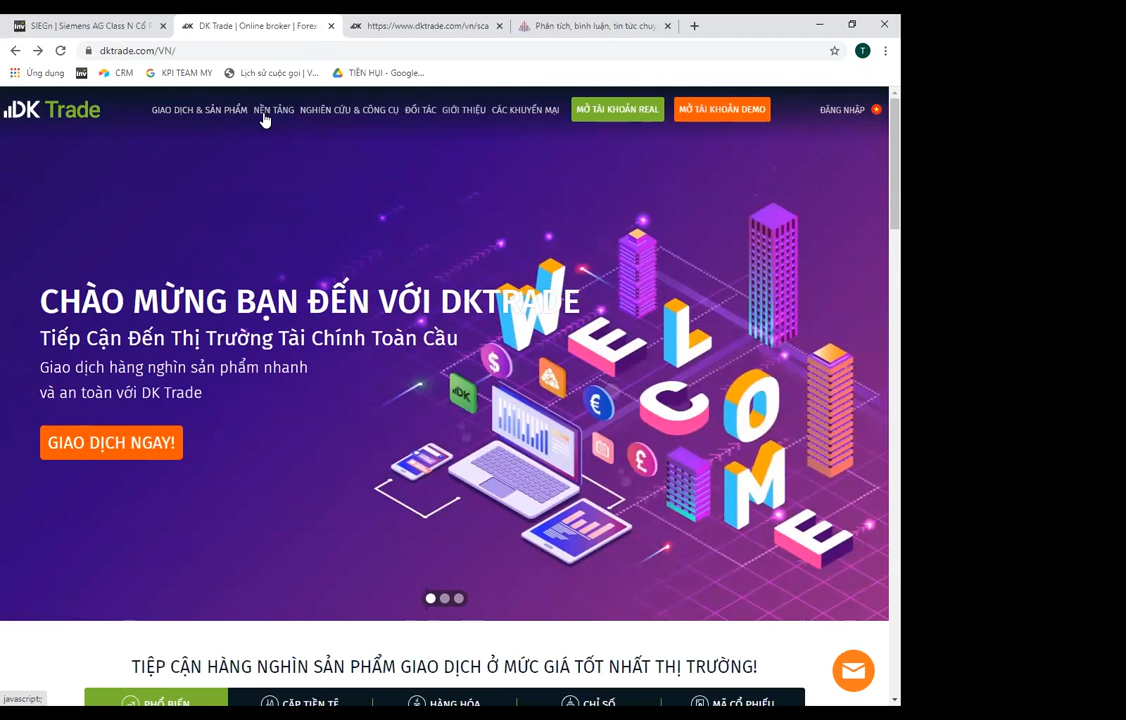 SIEGn | Siemens AG Class N Cổ P
DK Trade | Online broker | Forex
https://www.dktrade.com/vn/sca
Phân tích, bình luận, tin tức chuy
dktrade.com/VN/
T
Ứng dụng
Inv
CRM
KPI TEAM MY
Lịch sử cuộc gọi | V...
TIỀN HỤI - Google...
DK Trade
GIAO DỊCH & SẢN PHẨM
NỀN TẢNG
NGHIÊN CỨU & CÔNG CỤ
ĐỐI TÁC
GIỚI THIỆU
CÁC KHUYẾN MẠI
MỞ TÀI KHOẢN REAL
MỞ TÀI KHOẢN DEMO
ĐĂNG NHẬP
CHÀO MỪNG BẠN ĐẾN VỚI DKTRADE
Tiếp Cận Đến Thị Trường Tài Chính Toàn Cầu
Giao dịch hàng nghìn sản phẩm nhanh
và an toàn với DK Trade
GIAO DỊCH NGAY!
WELCOME
DK
TIẾP CẬN HÀNG NGHÌN SẢN PHẨM GIAO DỊCH Ở MỨC GIÁ TỐT NHẤT THỊ TRƯỜNG!
PHỔ BIẾN
CẶP TIỀN TỆ
HÀNG HÓA
CHỈ SỐ
MÃ CỔ PHIẾU
javascript:;